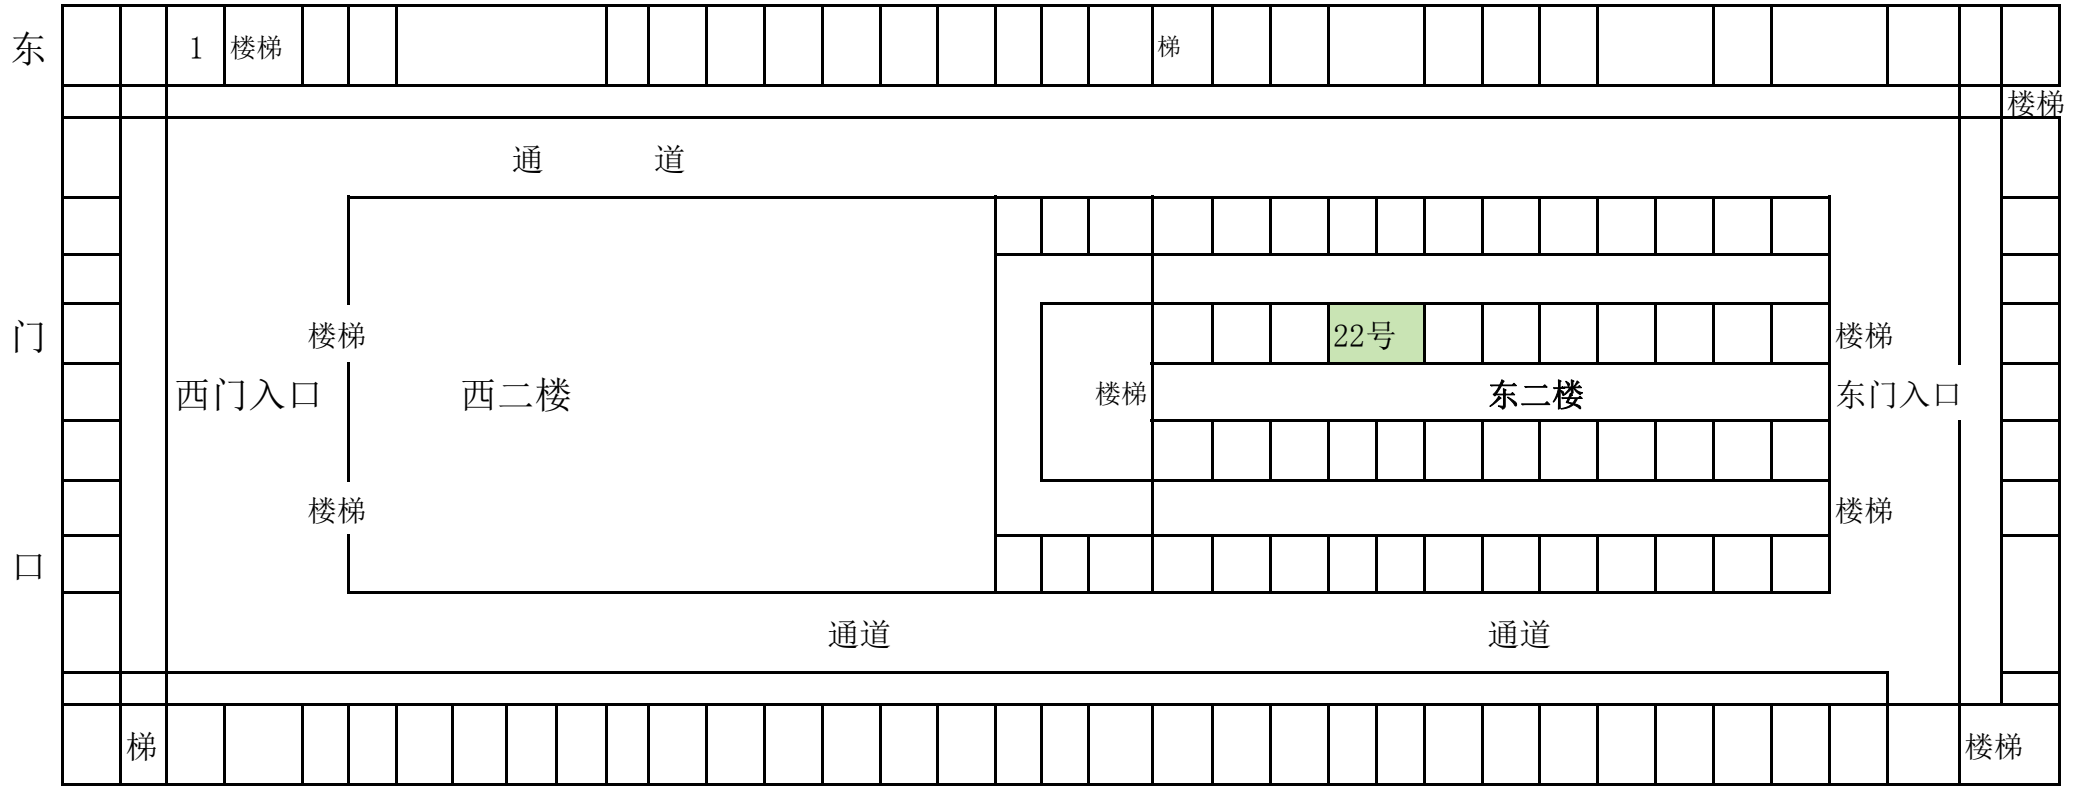 东
门
口
1
楼梯
梯
楼梯
通 道
楼梯
22号
楼梯
西门入口
西二楼
楼梯
东二楼
东门入口
楼梯
楼梯
通道
通道
梯
楼梯